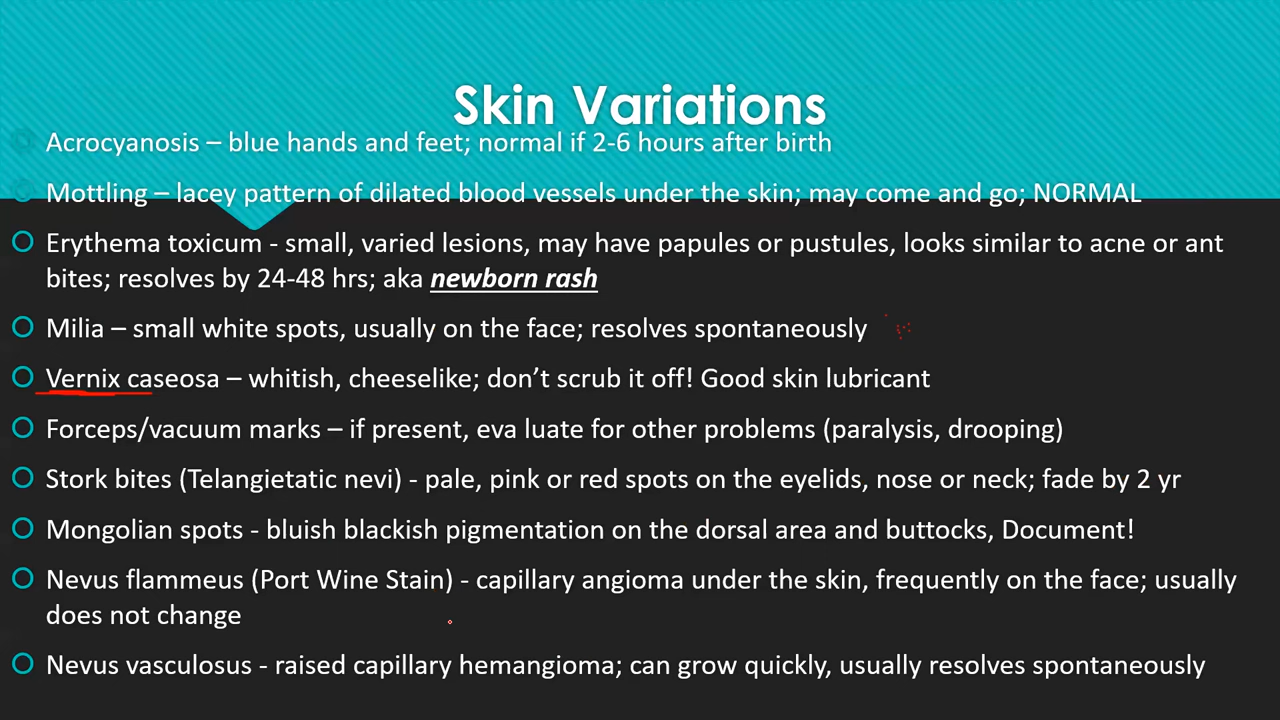 Skin Variations
Acrocyanosis – blue hands and feet; normal if 2-6 hours after birth
Mottling – lacey pattern of dilated blood vessels under the skin; may come and go; NORMAL
Erythema toxicum - small, varied lesions, may have papules or pustules, looks similar to acne or ant
bites; resolves by 24-48 hrs; aka newborn rash
Milia – small white spots, usually on the face; resolves spontaneously
Vernix caseosa – whitish, cheeselike; don’t scrub it off! Good skin lubricant
Forceps/vacuum marks – if present, eva luate for other problems (paralysis, drooping)
Stork bites (Telangietatic nevi) - pale, pink or red spots on the eyelids, nose or neck; fade by 2 yr
Mongolian spots - bluish blackish pigmentation on the dorsal area and buttocks, Document!
Nevus flammeus (Port Wine Stain) - capillary angioma under the skin, frequently on the face; usually
does not change
Nevus vasculosus - raised capillary hemangioma; can grow quickly, usually resolves spontaneously